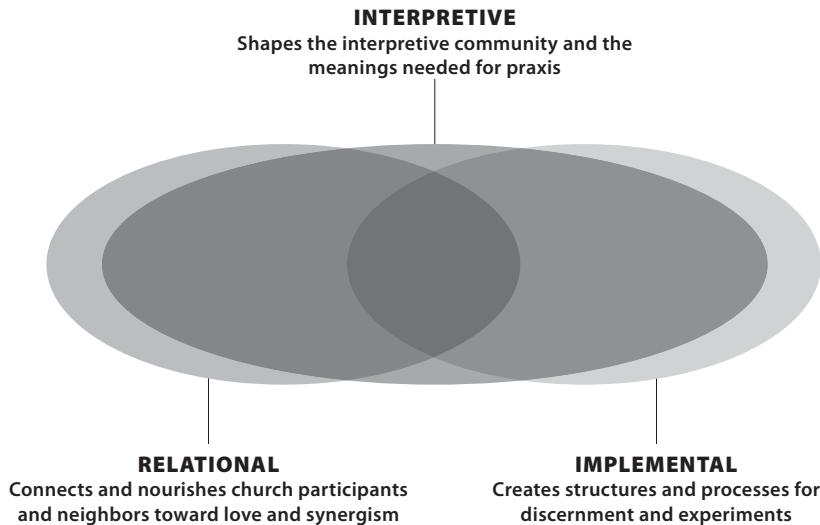 INTERPRETIVE
Shapes the interpretive community and the
meanings needed for praxis
RELATIONAL
Connects and nourishes church participants
and neighbors toward love and synergism
IMPLEMENTAL
Creates structures and processes for
discernment and experiments